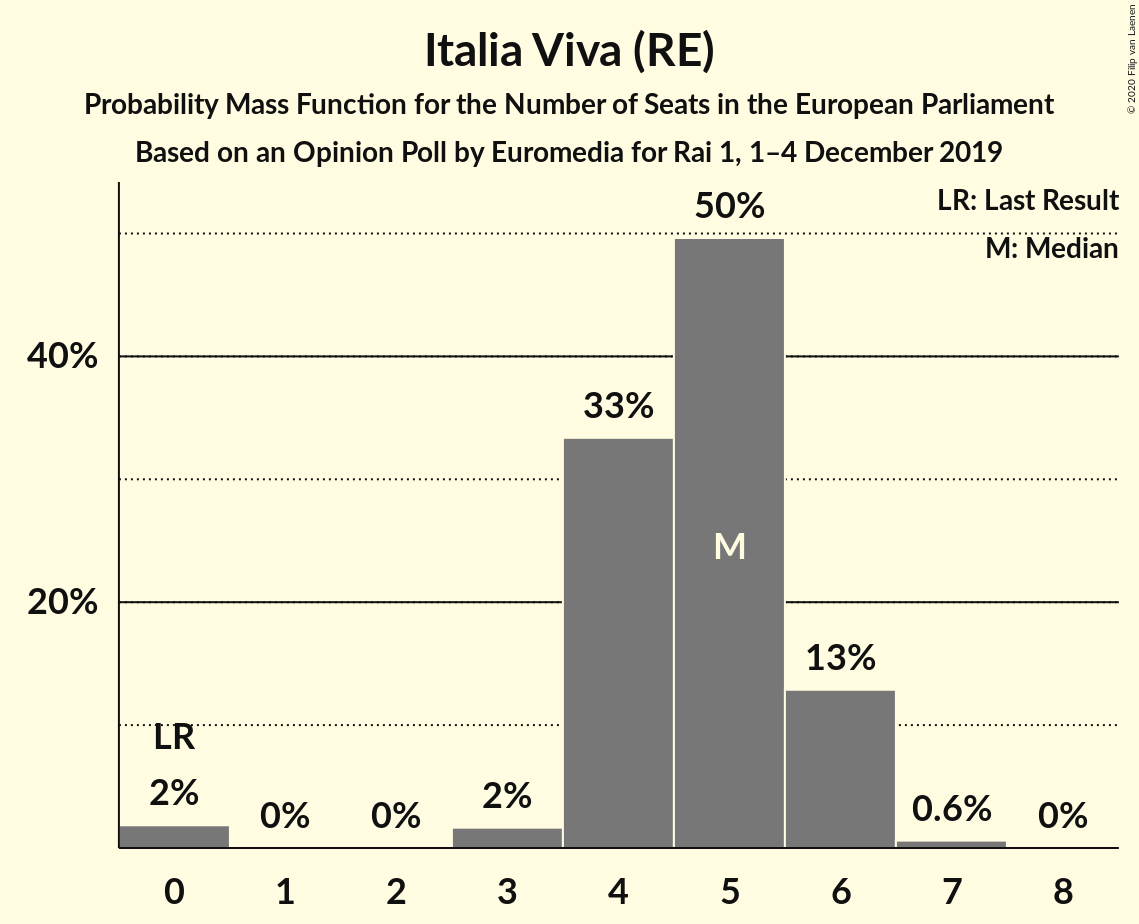 Italia Viva (RE)
Probability Mass Function for the Number of Seats in the European Parliament
Based on an Opinion Poll by Euromedia for Rai 1, 1–4 December 2019
© 2020 Filip van Laenen
LR: Last Result
M: Median
50%
40%
33%
M
20%
13%
LR
2%
0%
0%
2%
0.6%
0%
0 1 2 3 4 5 6 7 8